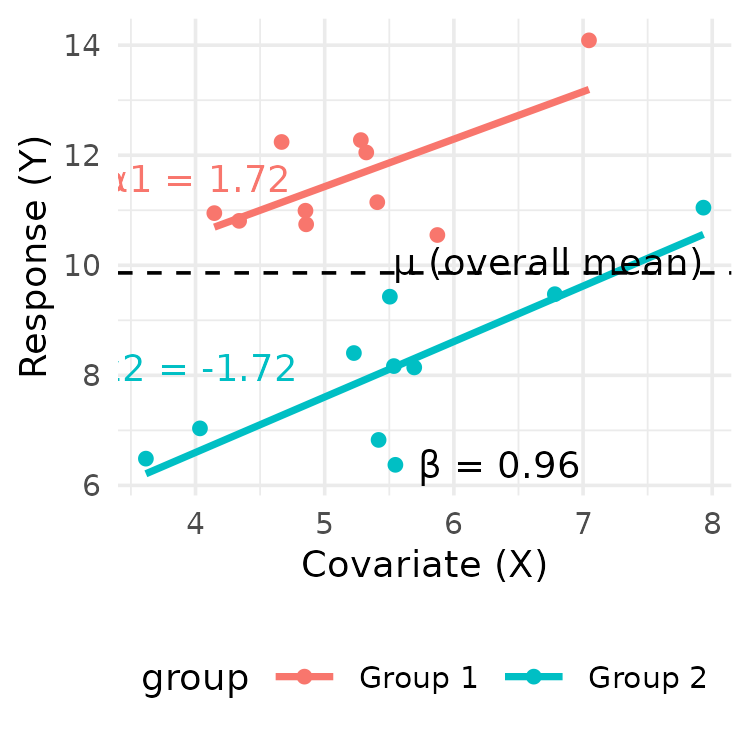 14
12
10
8
6
Response (Y)
α1 = 1.72
μ (overall mean)
2 = -1.72
β = 0.96
4 5 6 7 8
Covariate (X)
group Group 1 Group 2